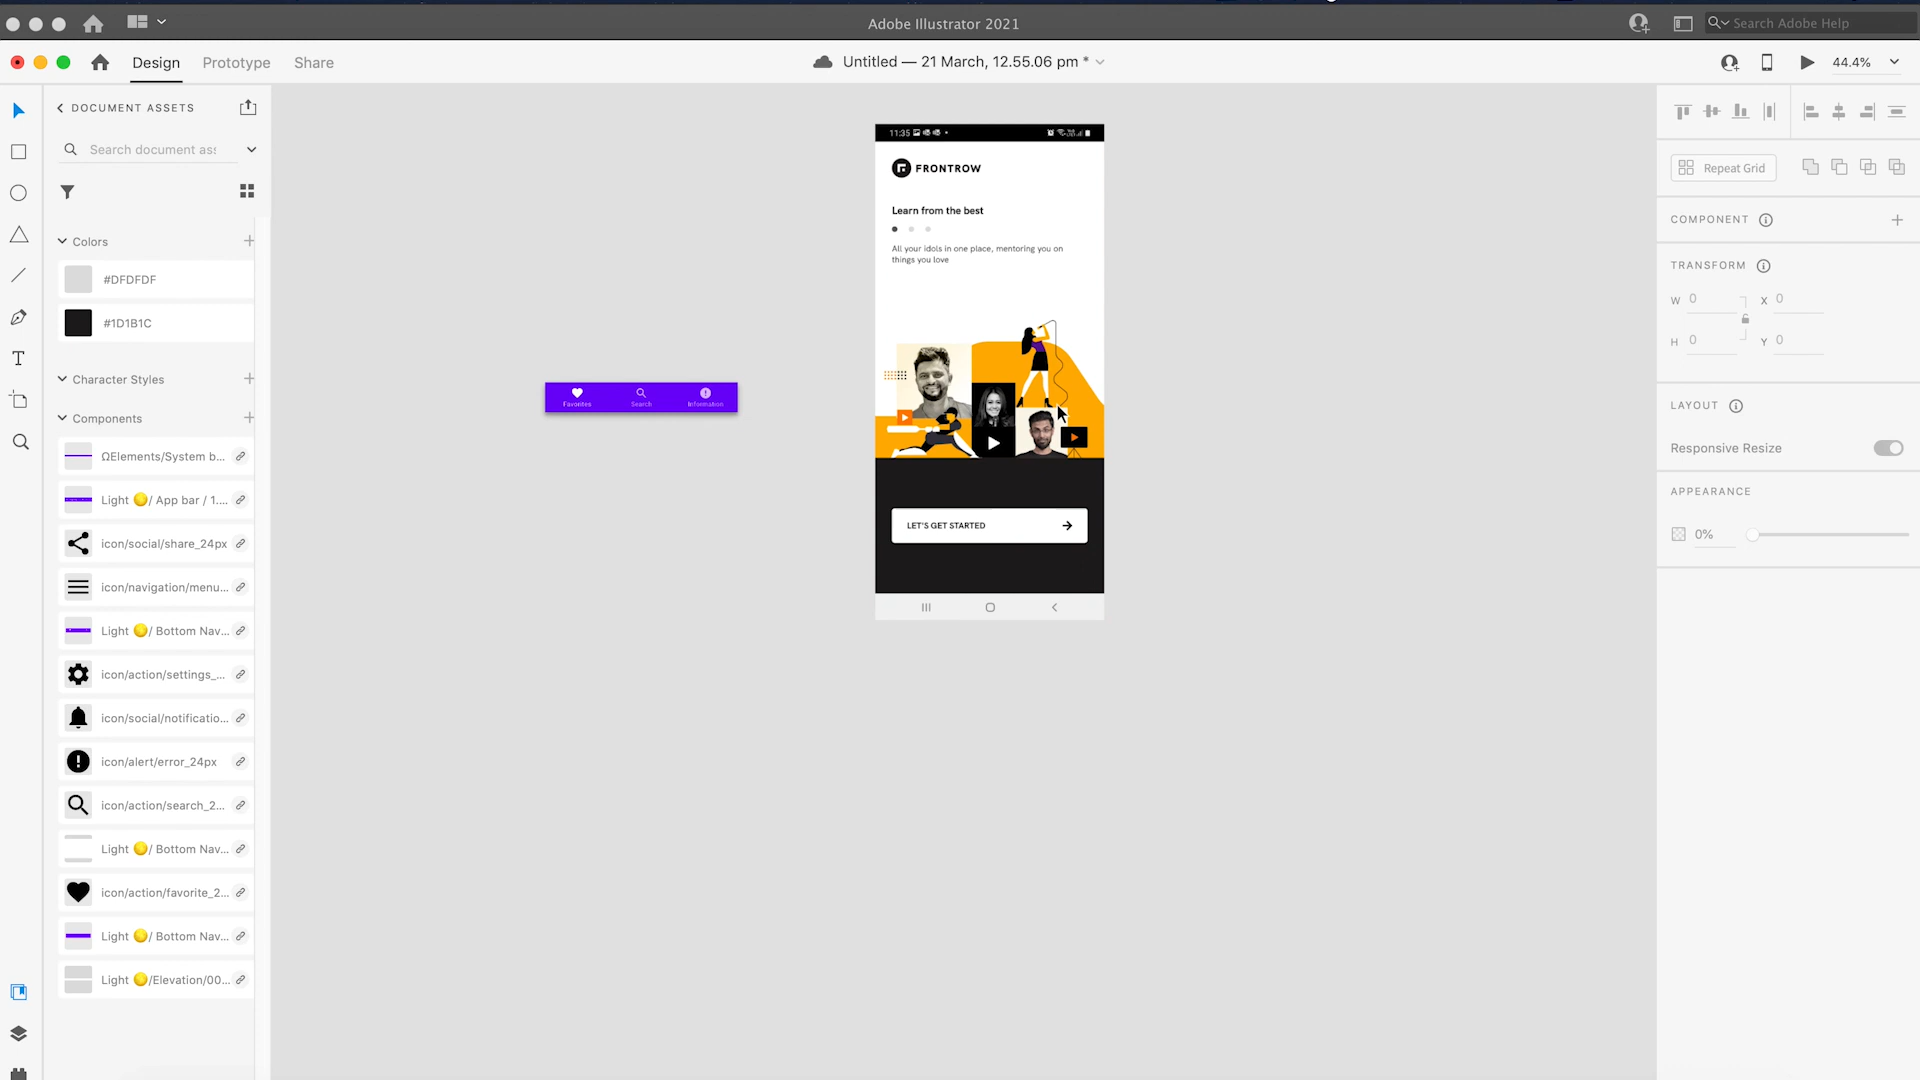 Adobe Illustrator 2021
Search Adobe Help
Design
Prototype
Share
Untitled — 21 March, 12.55.06 pm *
44.4%
DOCUMENT ASSETS
Search document ass
Colors
#DFDFDF
#1D1B1C
Character Styles
Components
ΩElements/System b...
Light 🟡/ App bar / 1....
icon/social/share_24px
icon/navigation/menu...
Light 🟡/ Bottom Nav...
icon/action/settings_...
icon/social/notificatio...
icon/alert/error_24px
icon/action/search_2...
Light 🟡/ Bottom Nav...
icon/action/favorite_2...
Light 🟡/ Bottom Nav...
Light 🟡/Elevation/00...
Favorites
Search
Information
11:35
FRONTROW
Learn from the best
All your idols in one place, mentoring you on
things you love
LET'S GET STARTED
Repeat Grid
COMPONENT
TRANSFORM
W 0
X 0
H 0
Y 0
LAYOUT
Responsive Resize
APPEARANCE
0%